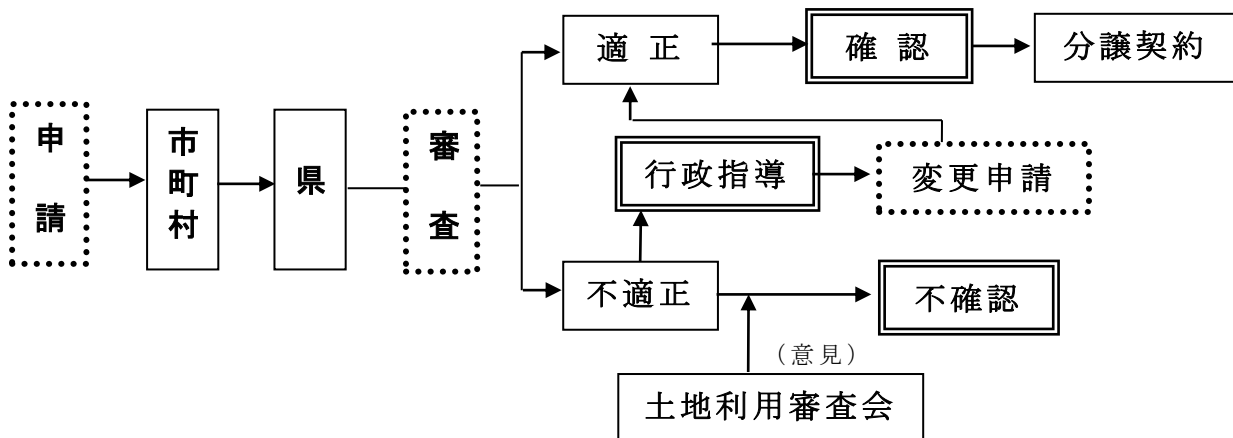 申請
市町村
県
審査
適正
確認
分譲契約
行政指導
変更申請
不適正
不確認
（意見）
土地利用審査会